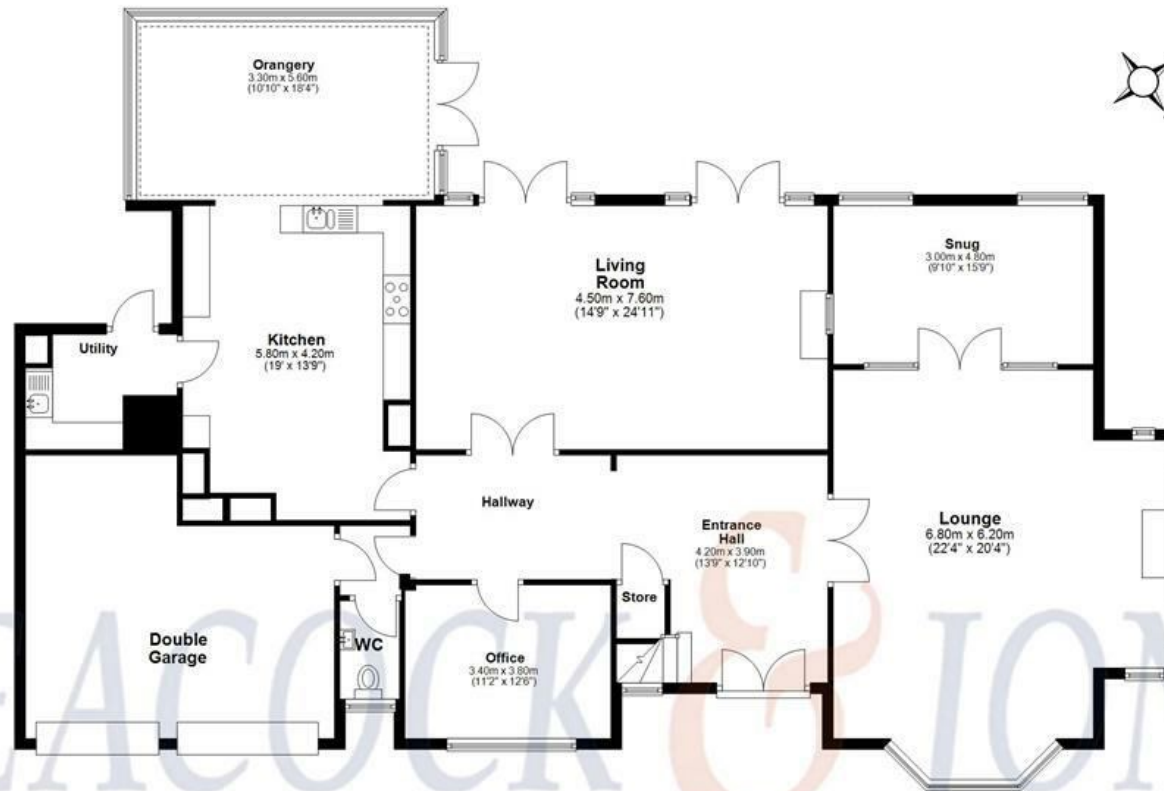 Orangery
3.30m x 5.60m
(10'10" x 18'4")
Snug
3.00m x 4.80m
(9'10" x 15'9")
Living
Room
4.50m x 7.60m
(14'9" x 24'11")
Kitchen
5.80m x 4.20m
(19' x 13'9")
Utility
Hallway
Entrance
Hall
4.20m x 3.90m
(13'9" x 12'10")
Lounge
6.80m x 6.20m
(22'4" x 20'4")
Store
Double
Garage
WC
Office
3.40m x 3.80m
(11'2" x 12'6")
EACOCK & JON